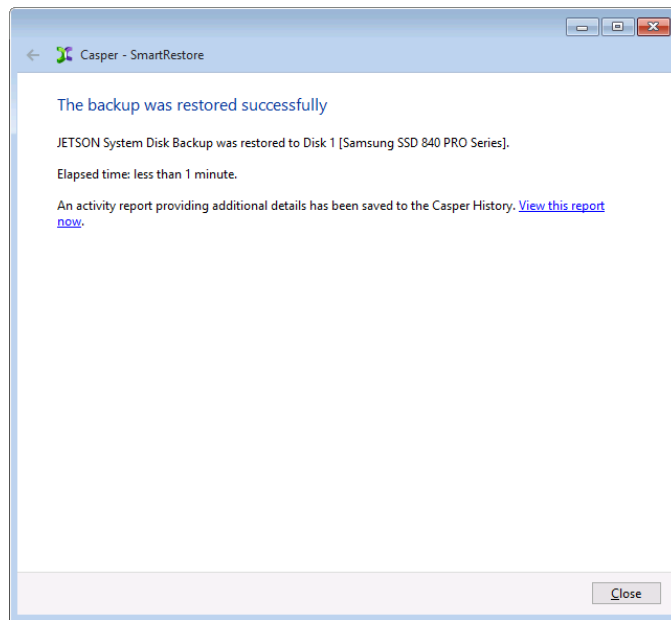 Casper - SmartRestore
The backup was restored successfully
JETSON System Disk Backup was restored to Disk 1 [Samsung SSD 840 PRO Series].
Elapsed time: less than 1 minute.
An activity report providing additional details has been saved to the Casper History. View this report
now.
Close